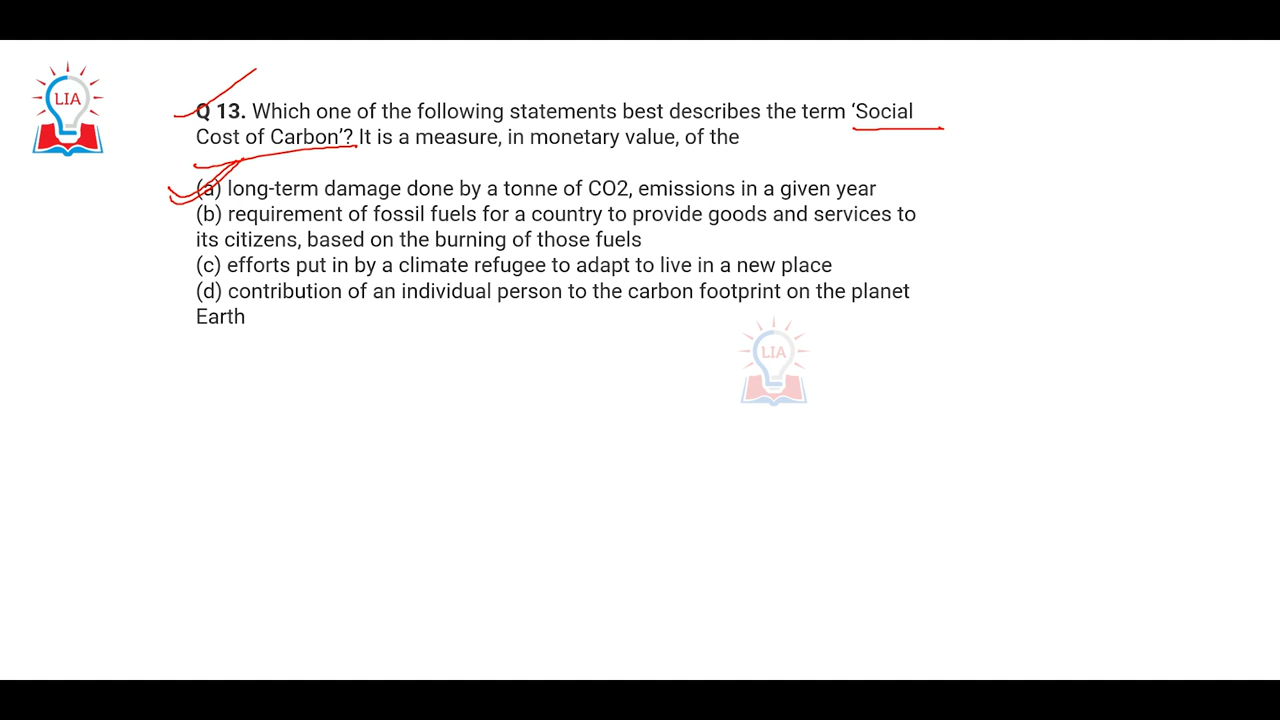 LIA
Q 13. Which one of the following statements best describes the term ‘Social
Cost of Carbon’? It is a measure, in monetary value, of the
(a) long-term damage done by a tonne of CO2, emissions in a given year
(b) requirement of fossil fuels for a country to provide goods and services to
its citizens, based on the burning of those fuels
(c) efforts put in by a climate refugee to adapt to live in a new place
(d) contribution of an individual person to the carbon footprint on the planet
Earth
LIA